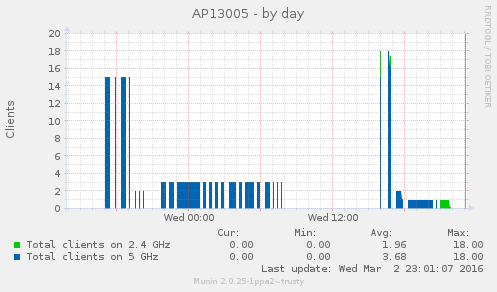 AP13005 - by day
RRDTOOL / TOBI OETIKER
Clients
20
18
16
14
12
10
8
6
4
2
0
Wed 00:00 Wed 12:00
Cur: Min: Avg: Max:
Total clients on 2.4 GHz 0.00 0.00 1.96 18.00
Total clients on 5 GHz 0.00 0.00 3.68 18.00
Last update: Wed Mar 2 23:01:07 2016
Munin 2.0.25-1ppa2~trusty